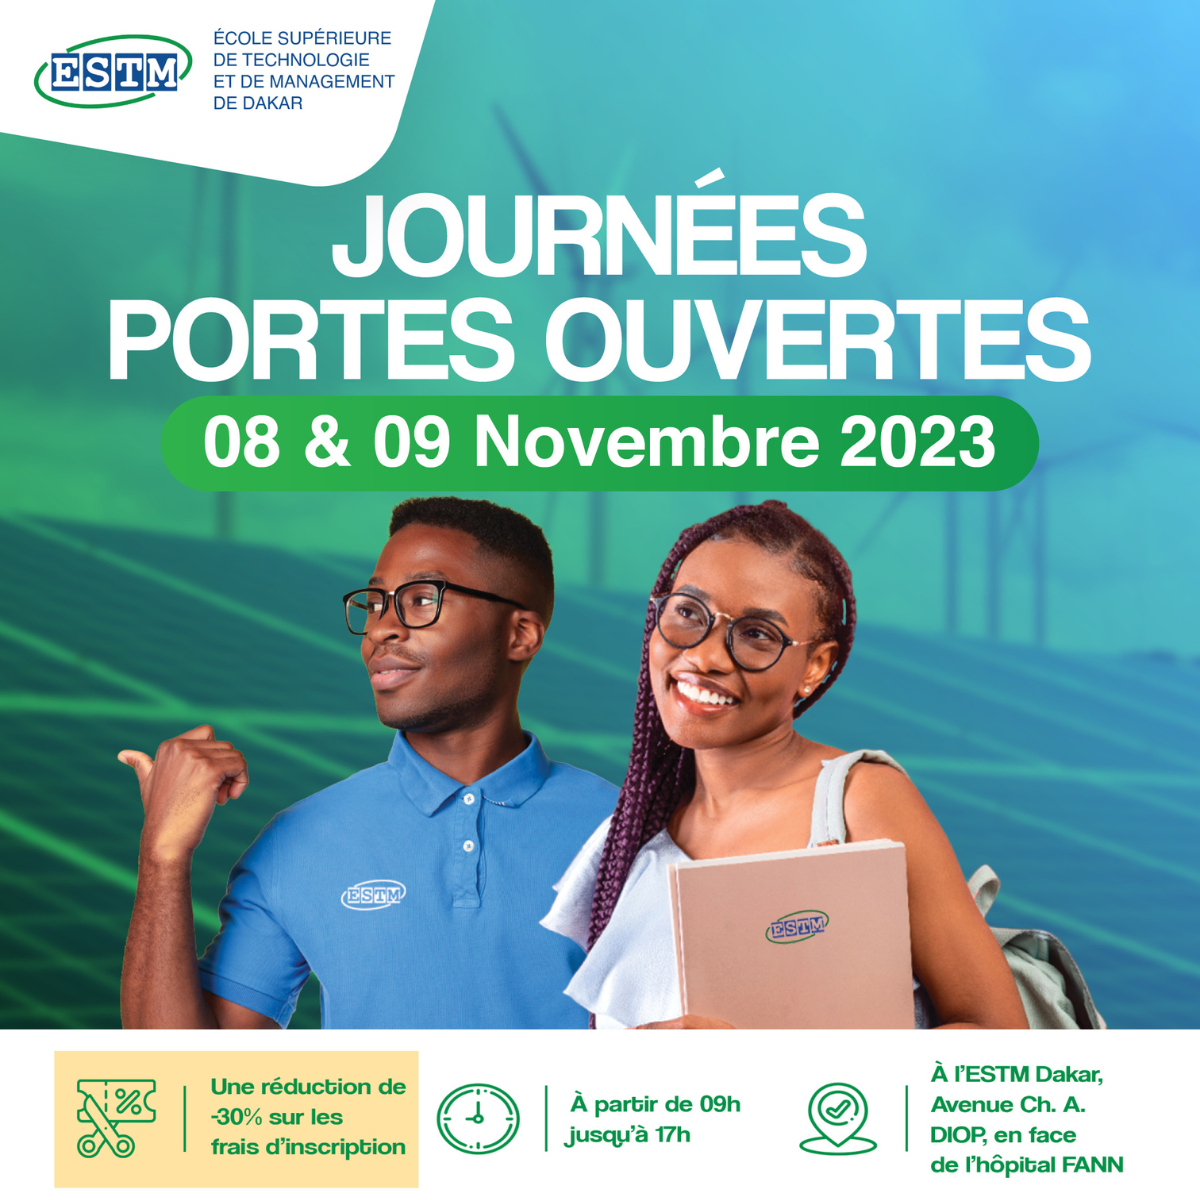 ESTM
ÉCOLE SUPÉRIEURE
DE TECHNOLOGIE
ET DE MANAGEMENT
DE DAKAR
JOURNÉES
PORTES OUVERTES
08 & 09 Novembre 2023
ESTM
ESTM
Une réduction de
-30% sur les
frais d'inscription
À partir de 09h
jusqu'à 17h
À l'ESTM Dakar,
Avenue Ch. A.
DIOP, en face
de l'hôpital FANN